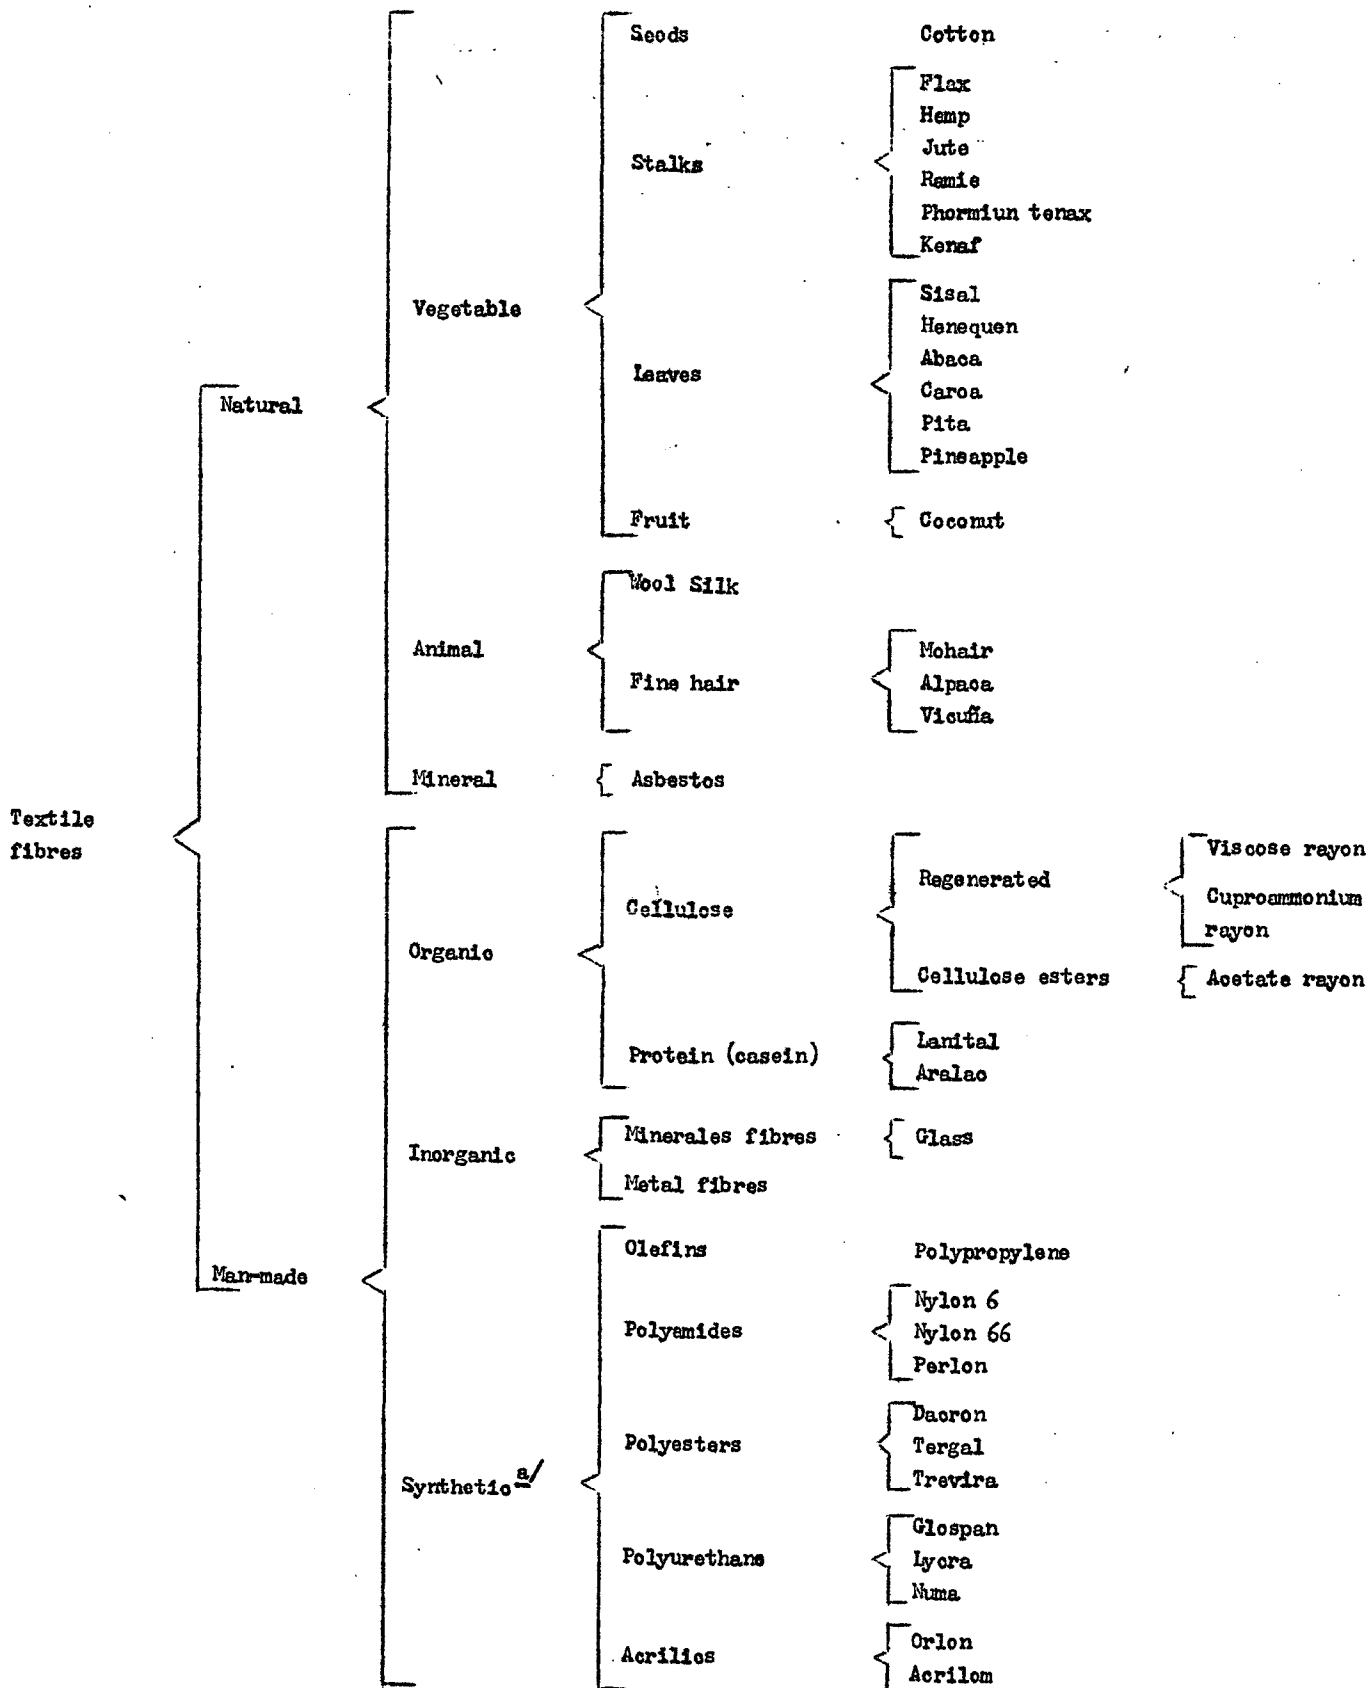 Seeds Cotton
Flax
Hemp
Jute
Stalks
Ramie
Phormiun tenax
Kenaf
Sisal
Vegetable
Henequen
Abaca
Leaves
Caroa
Natural
Pita
Pineapple
Fruit Coconut
Wool Silk
Animal Mohair
Fine hair Alpaca
Vicuña
Mineral Asbestos
Textile
fibres
Viscose rayon
Regenerated
Cuproammonium
rayon
Cellulose
Organic
Cellulose esters Acetate rayon
Lanital
Protein (casein)
Aralac
Minerales fibres Glass
Inorganic
Metal fibres
Olefins Polypropylene
Man-made
Nylon 6
Polyamides Nylon 66
Perlon
Dacron
Polyesters Tergal
Trevira
Synthetic a/
Glospan
Polyurethane Lycra
Numa
Orlon
Acrilics
Acrilom